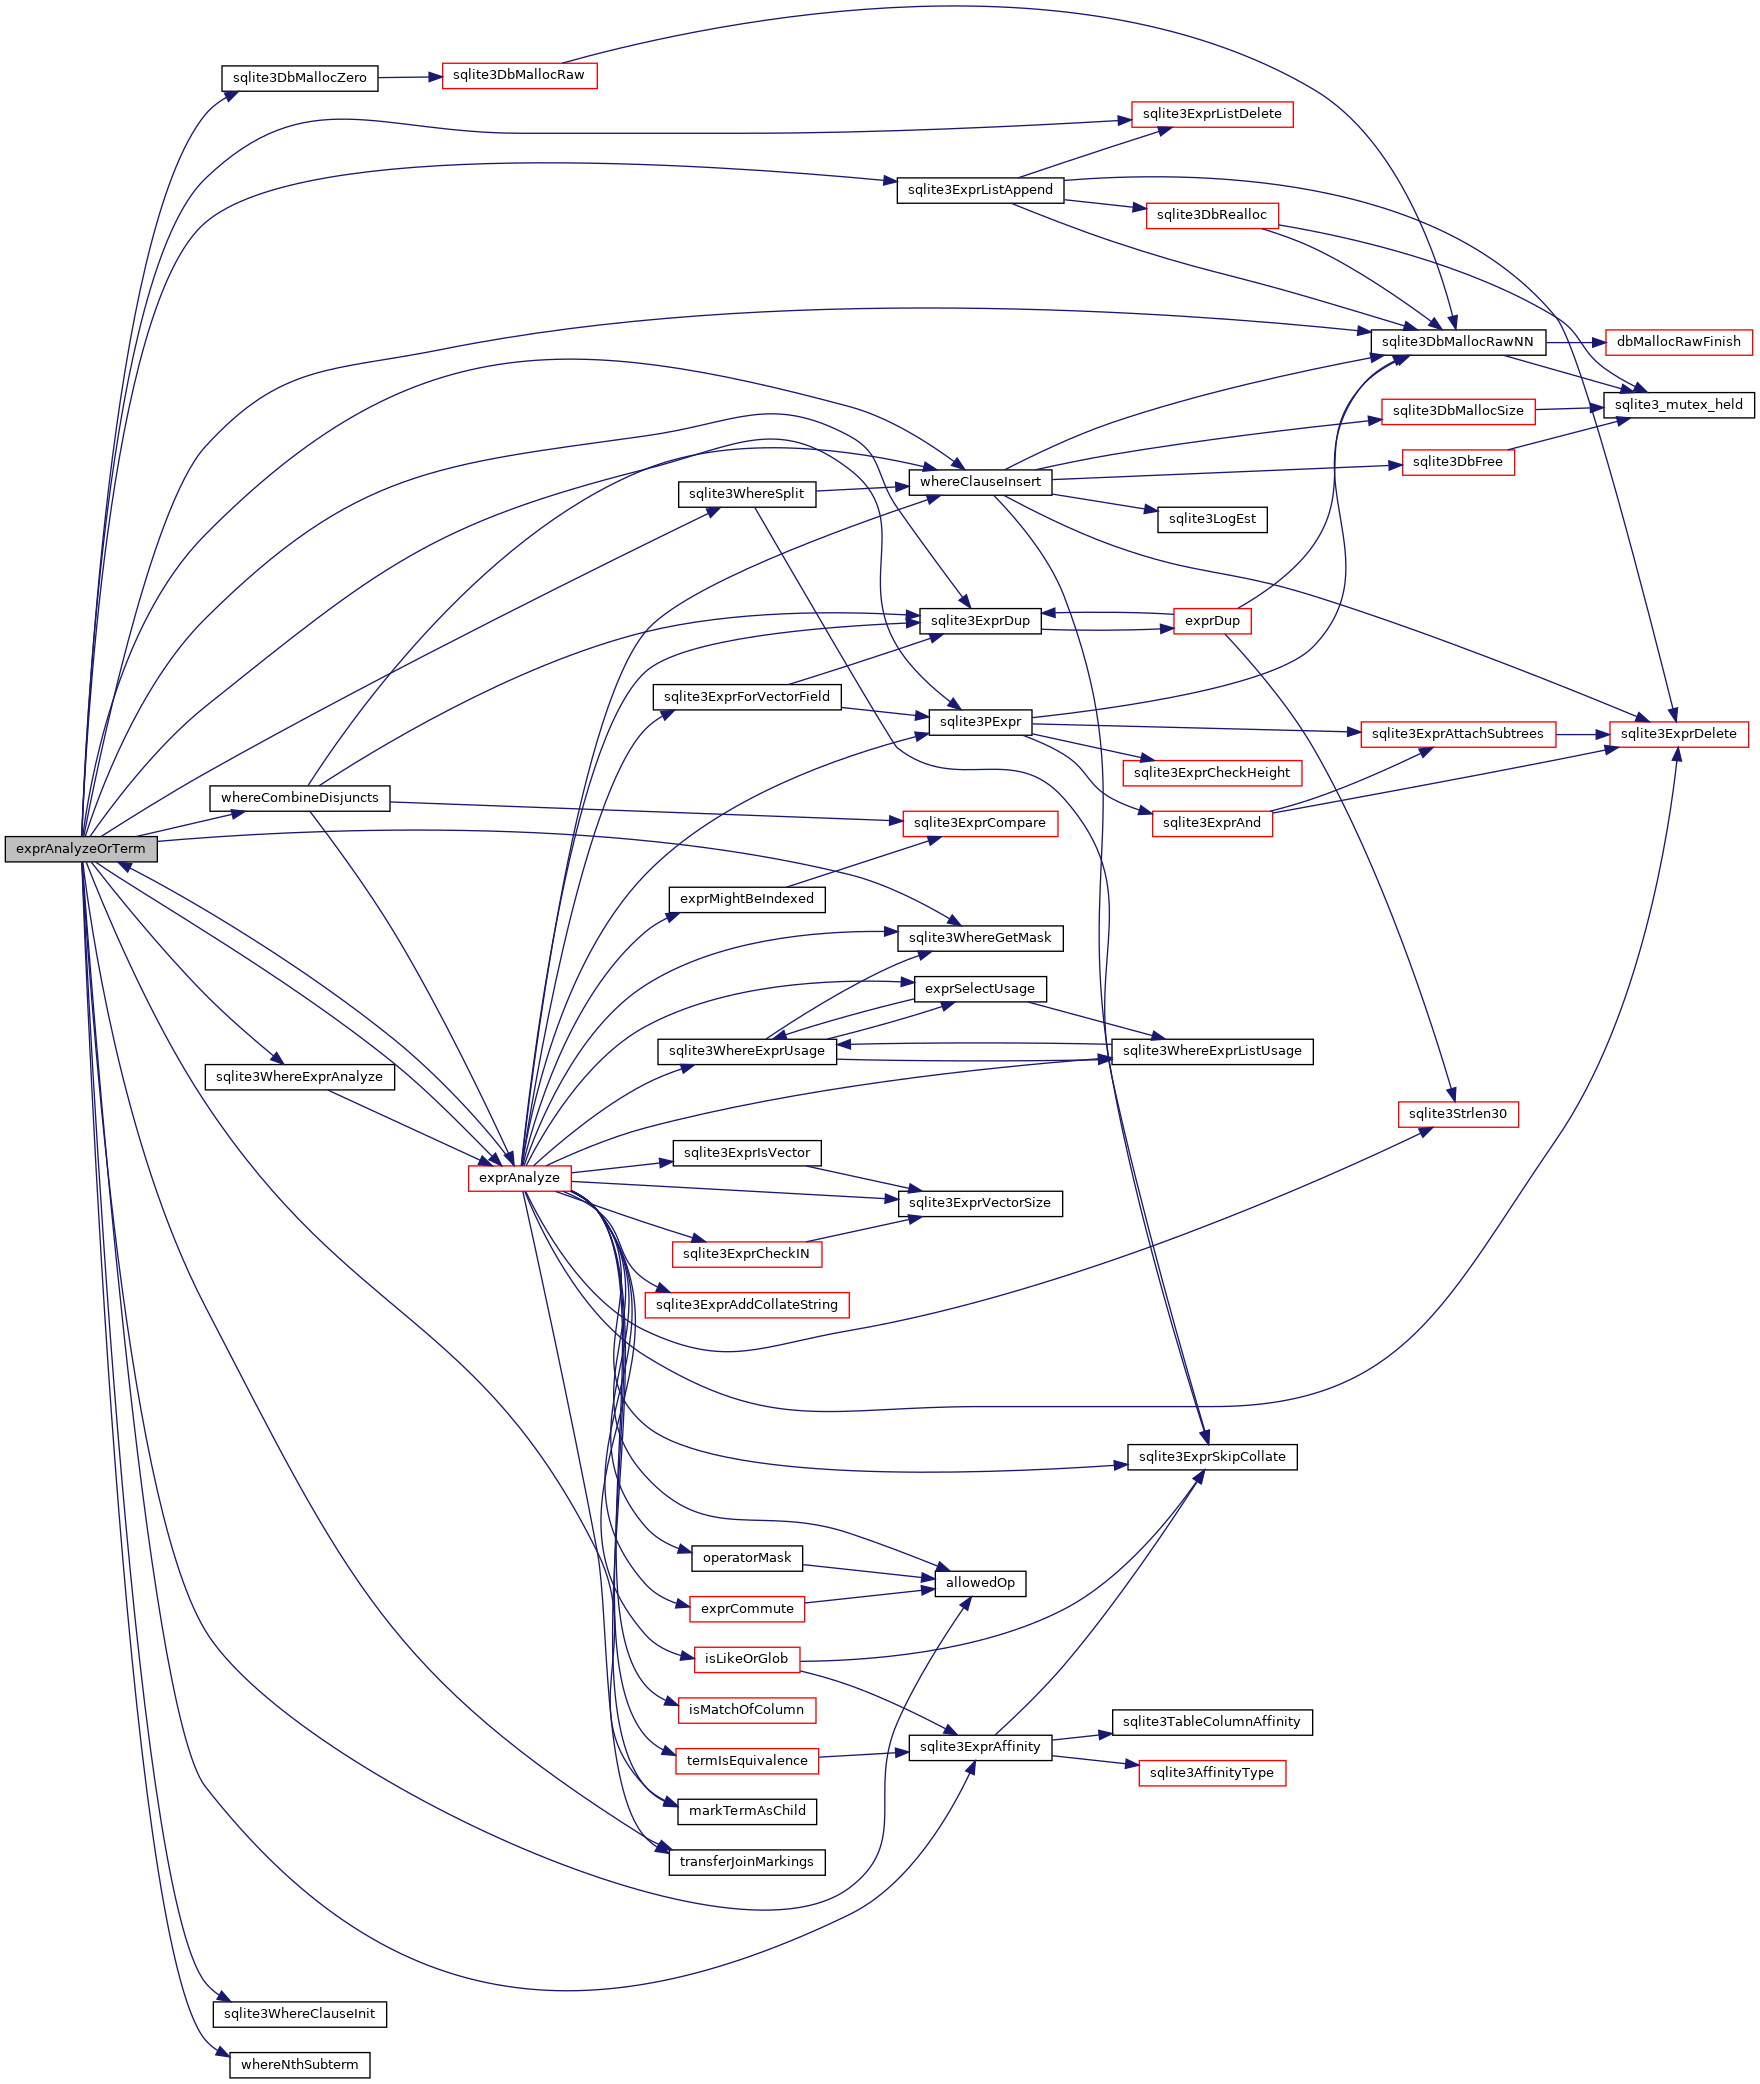 sqlite3DbMallocRaw
sqlite3DbMallocZero
sqlite3ExprListDelete
sqlite3ExprListAppend
sqlite3DbRealloc
sqlite3DbMallocRawNN
dbMallocRawFinish
sqlite3_mutex_held
sqlite3DbMallocSize
sqlite3DbFree
whereClauseInsert
sqlite3WhereSplit
sqlite3LogEst
sqlite3ExprDup
exprDup
sqlite3ExprForVectorField
sqlite3PExpr
sqlite3ExprAttachSubtrees
sqlite3ExprDelete
sqlite3ExprCheckHeight
whereCombineDisjuncts
sqlite3ExprCompare
sqlite3ExprAnd
exprAnalyzeOrTerm
exprMightBeIndexed
sqlite3WhereGetMask
exprSelectUsage
sqlite3WhereExprUsage
sqlite3WhereExprListUsage
sqlite3WhereExprAnalyze
sqlite3Strlen30
sqlite3ExprIsVector
exprAnalyze
sqlite3ExprVectorSize
sqlite3ExprCheckIN
sqlite3ExprAddCollateString
sqlite3ExprSkipCollate
operatorMask
allowedOp
exprCommute
isLikeOrGlob
isMatchOfColumn
sqlite3TableColumnAffinity
sqlite3ExprAffinity
termIsEquivalence
sqlite3AffinityType
markTermAsChild
transferJoinMarkings
sqlite3WhereClauseInit
whereNthSubterm